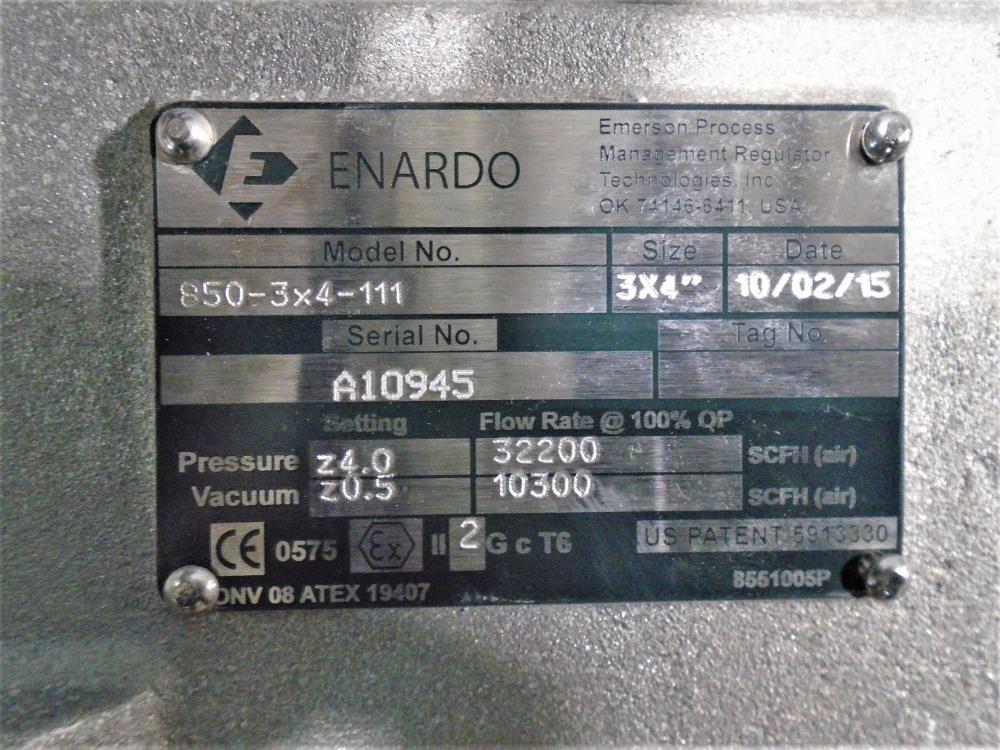 ENARDO
Emerson Process
Management Regulator
Technologies, Inc
OK 74146-6411 USA
Model No. Size Date
850-3x4-111 3X4" 10/02/15
Serial No. Tag No.
A10945
Setting Flow Rate @ 100% OP
Pressure z4.0 32200 SCFH (air)
Vacuum z0.5 10300 SCFH (air)
CE 0575 Ex II 2 G c T6 US PATENT 5913330
DNV 08 ATEX 19407 8551005P